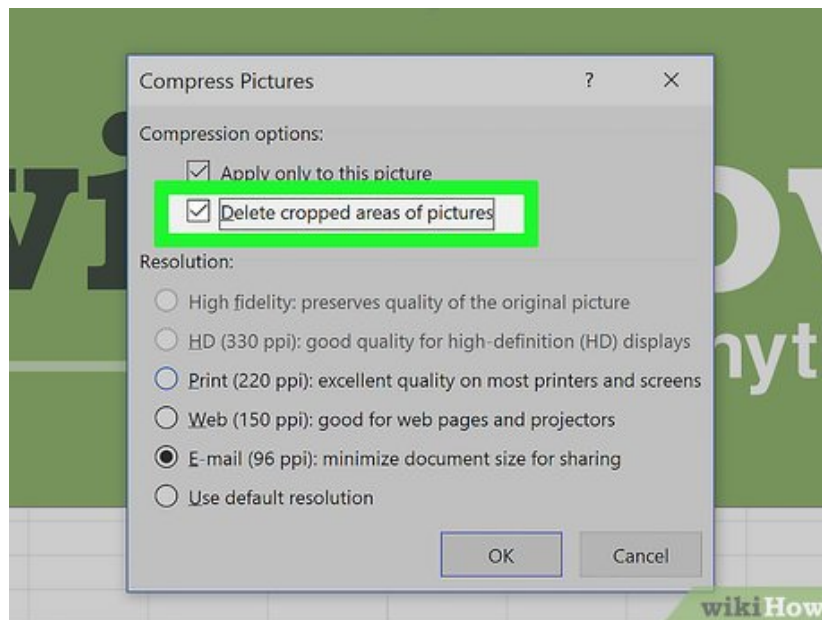 Compress Pictures ? ×
Compression options:
Apply only to this picture
Delete cropped areas of pictures
Resolution:
High fidelity: preserves quality of the original picture
HD (330 ppi): good quality for high-definition (HD) displays
Print (220 ppi): excellent quality on most printers and screens
Web (150 ppi): good for web pages and projectors
E-mail (96 ppi): minimize document size for sharing
Use default resolution
OK Cancel
wikiHow